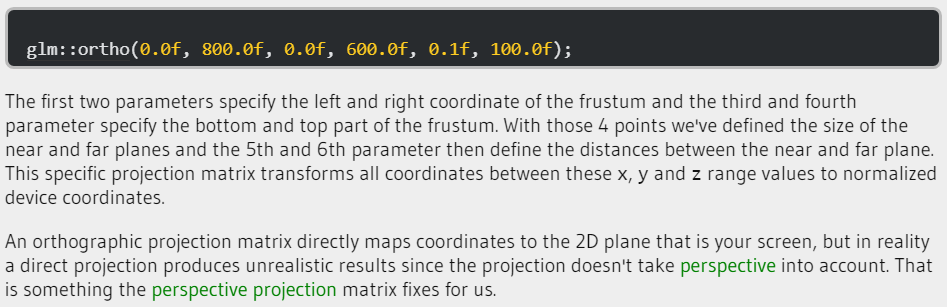 glm::ortho(0.0f, 800.0f, 0.0f, 600.0f, 0.1f, 100.0f);
The first two parameters specify the left and right coordinate of the frustum and the third and fourth
parameter specify the bottom and top part of the frustum. With those 4 points we've defined the size of the
near and far planes and the 5th and 6th parameter then define the distances between the near and far plane.
This specific projection matrix transforms all coordinates between these x, y and z range values to normalized
device coordinates.
An orthographic projection matrix directly maps coordinates to the 2D plane that is your screen, but in reality
a direct projection produces unrealistic results since the projection doesn't take perspective into account. That
is something the perspective projection matrix fixes for us.